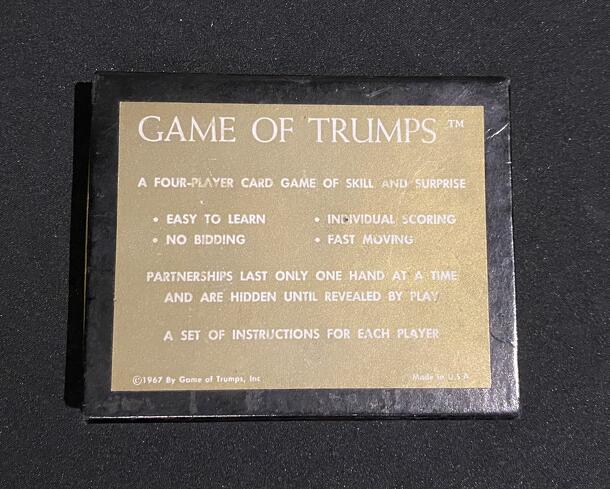 GAME OF TRUMPS ™
A FOUR-PLAYER CARD GAME OF SKILL AND SURPRISE
• EASY TO LEARN • INDIVIDUAL SCORING
• NO BIDDING • FAST MOVING
PARTNERSHIPS LAST ONLY ONE HAND AT A TIME
AND ARE HIDDEN UNTIL REVEALED BY PLAY
A SET OF INSTRUCTIONS FOR EACH PLAYER
©1967 By Game of Trumps, Inc Made in U.S.A